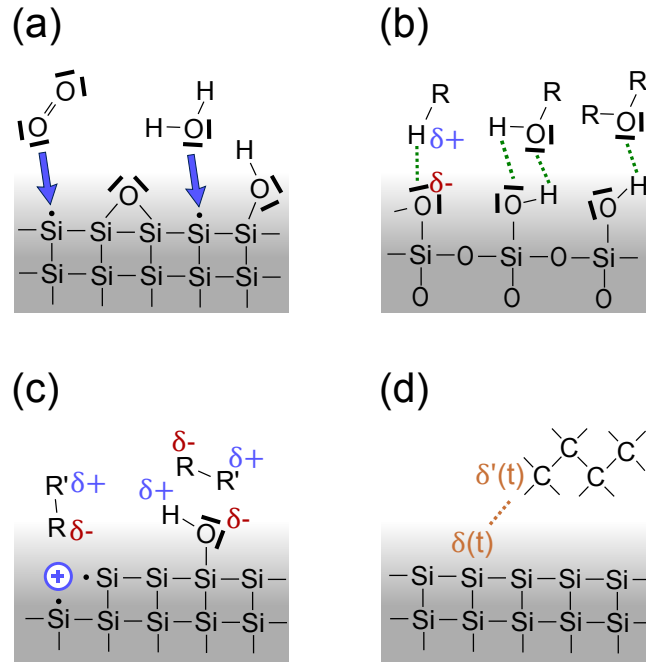 (a)
O
O
H
H O
H
O
O
Si Si Si Si Si
Si Si Si Si Si
(b)
R
H δ+
δ-
O
R
H O
O H
R
R O
H
O
Si O Si O Si
O O O
(c)
R' δ+
R δ-
δ-
R R' δ+
δ+
H
O δ-
+ Si Si Si Si
Si Si Si Si Si
(d)
C C
δ'(t) C C
δ(t)
Si Si Si Si Si
Si Si Si Si Si